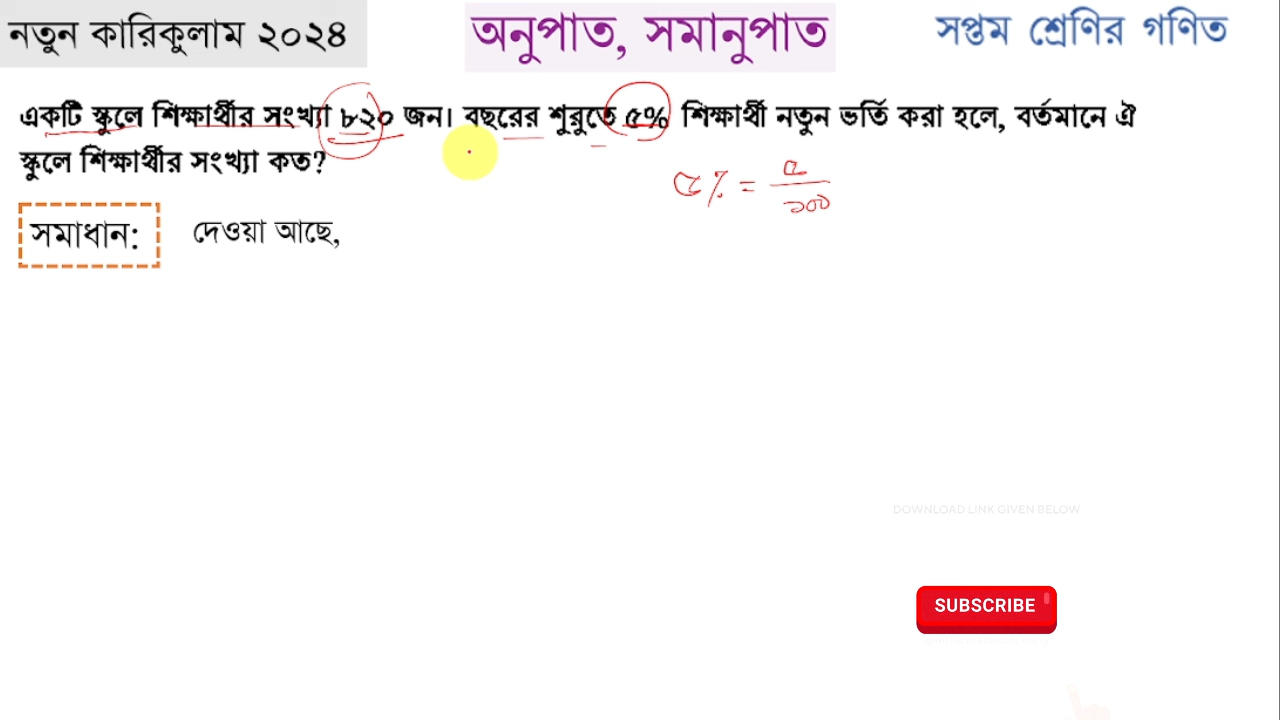 নতুন কারিকুলাম ২০২৪
অনুপাত, সমানুপাত
সপ্তম শ্রেণির গণিত
একটি স্কুলে শিক্ষার্থীর সংখ্যা ৮২০ জন। বছরের শুরুতে ৫% শিক্ষার্থী নতুন ভর্তি করা হলে, বর্তমানে ঐ
স্কুলে শিক্ষার্থীর সংখ্যা কত?
৫% = ৫/১০০
সমাধান: দেওয়া আছে,
DOWNLOAD LINK GIVEN BELOW
SUBSCRIBE